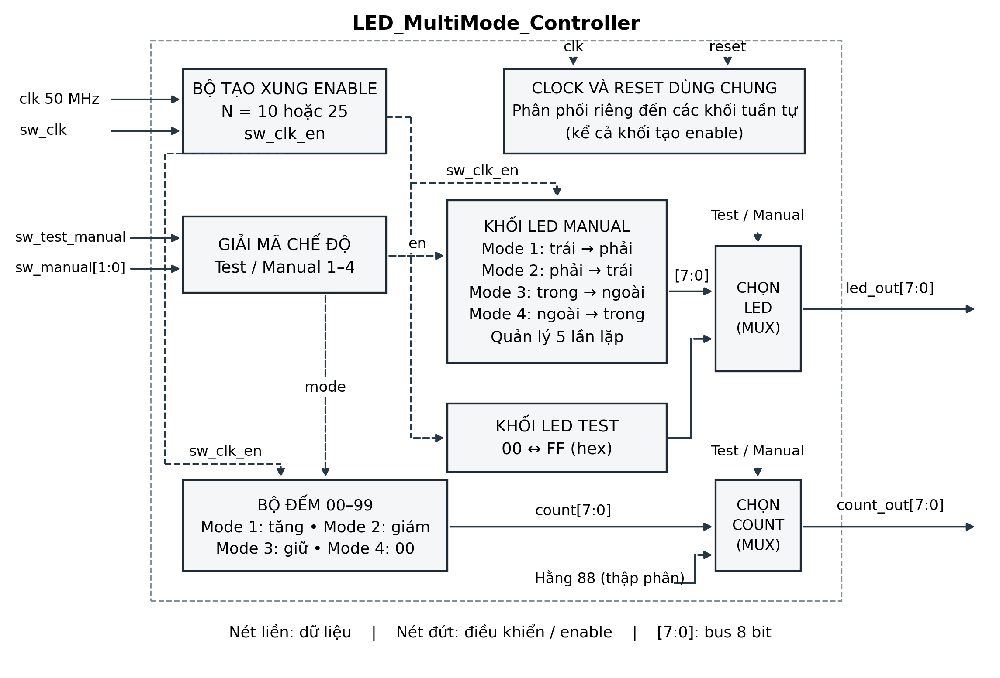 LED_MultiMode_Controller
clk
reset
clk 50 MHz
sw_clk
BỘ TẠO XUNG ENABLE
N = 10 hoặc 25
sw_clk_en
CLOCK VÀ RESET DÙNG CHUNG
Phân phối riêng đến các khối tuần tự
(kể cả khối tạo enable)
sw_clk_en
sw_test_manual
sw_manual[1:0]
GIẢI MÃ CHẾ ĐỘ
Test / Manual 1–4
en
KHỐI LED MANUAL
Mode 1: trái → phải
Mode 2: phải → trái
Mode 3: trong → ngoài
Mode 4: ngoài → trong
Quản lý 5 lần lặp
[7:0]
Test / Manual
CHỌN
LED
(MUX)
led_out[7:0]
mode
KHỐI LED TEST
00 ↔ FF (hex)
sw_clk_en
BỘ ĐẾM 00–99
Mode 1: tăng • Mode 2: giảm
Mode 3: giữ • Mode 4: 00
count[7:0]
Test / Manual
CHỌN
COUNT
(MUX)
count_out[7:0]
Hằng 88 (thập phân)
Nét liền: dữ liệu | Nét đứt: điều khiển / enable | [7:0]: bus 8 bit